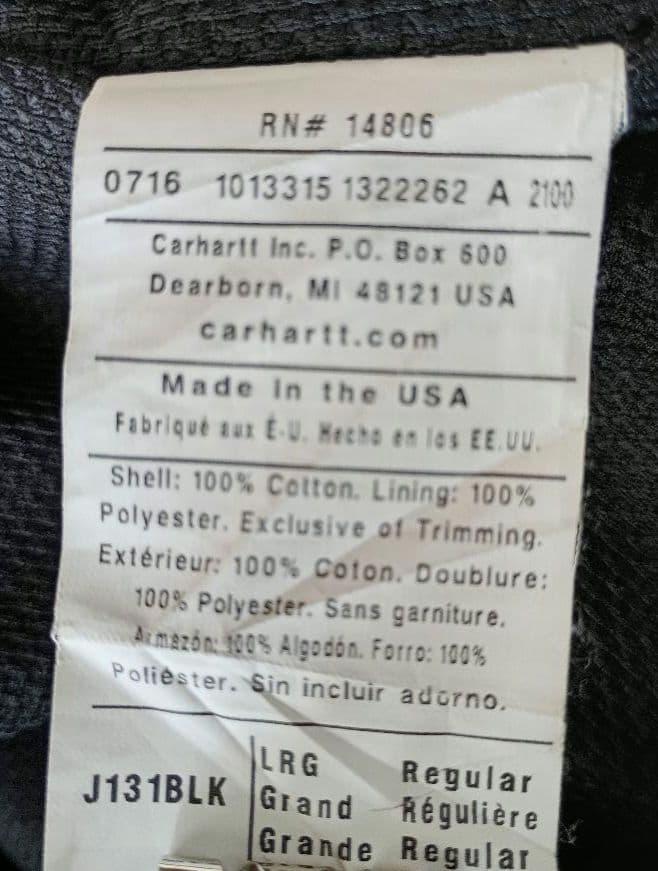 RN# 14806
0716 1013315 1322262 A 2100
Carhartt Inc. P.O. Box 600
Dearborn, MI 48121 USA
carhartt.com
Made in the USA
Fabriqué aux É-U. Hecho en los EE.UU.
Shell: 100% Cotton. Lining: 100%
Polyester. Exclusive of Trimming.
Extérieur: 100% Coton. Doublure:
100% Polyester. Sans garniture.
Armazón: 100% Algodón. Forro: 100%
Poliéster. Sin incluir adorno.
J131BLK
LRG Regular
Grand Régulière
Grande Regular